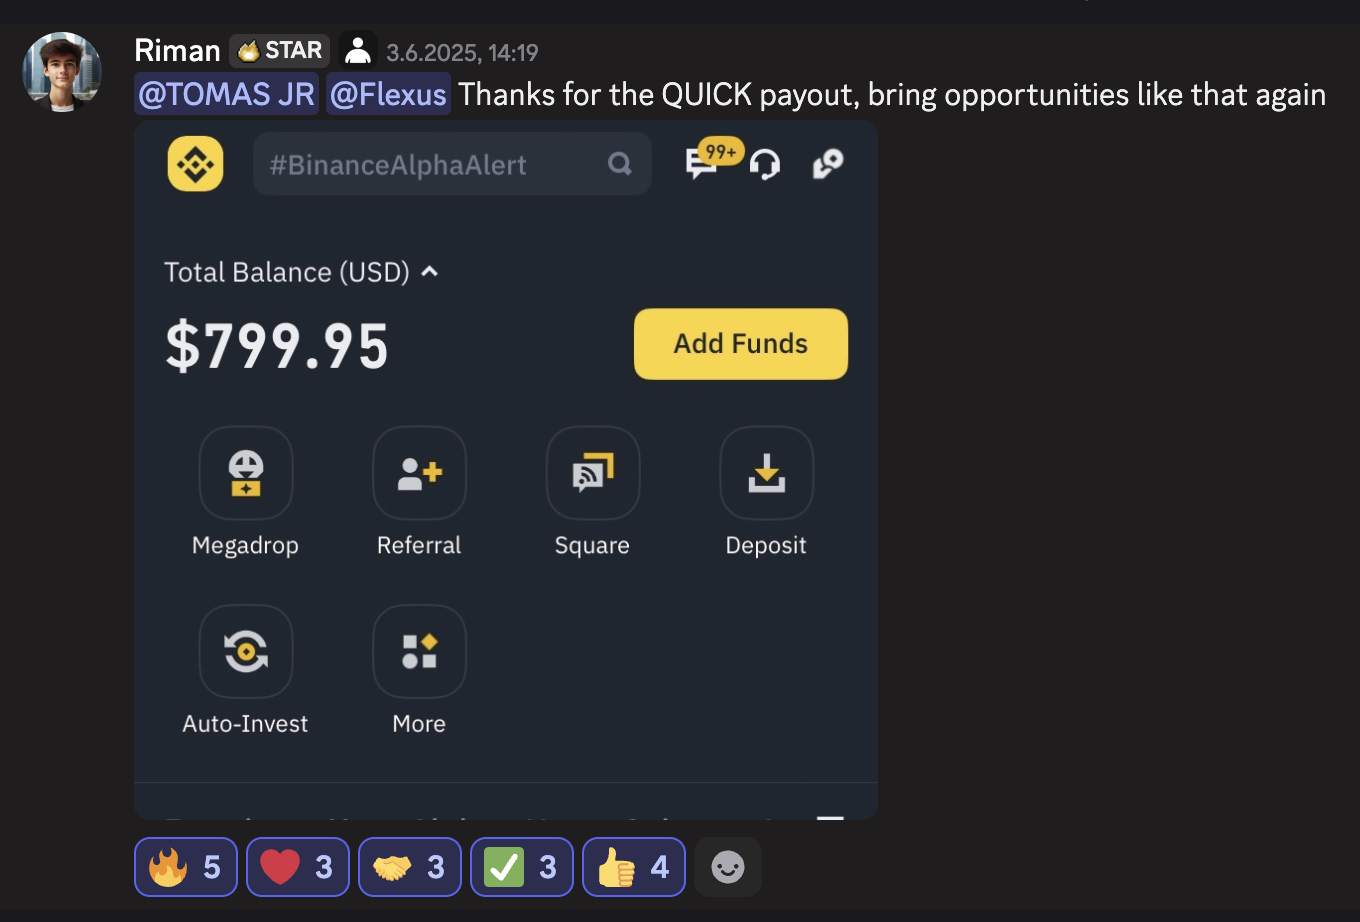 Riman STAR 3.6.2025, 14:19
@TOMAS JR @Flexus Thanks for the QUICK payout, bring opportunities like that again
#BinanceAlphaAlert 99+
Total Balance (USD)
$799.95 Add Funds
Megadrop Referral Square Deposit
Auto-Invest More
5 3 3 3 4